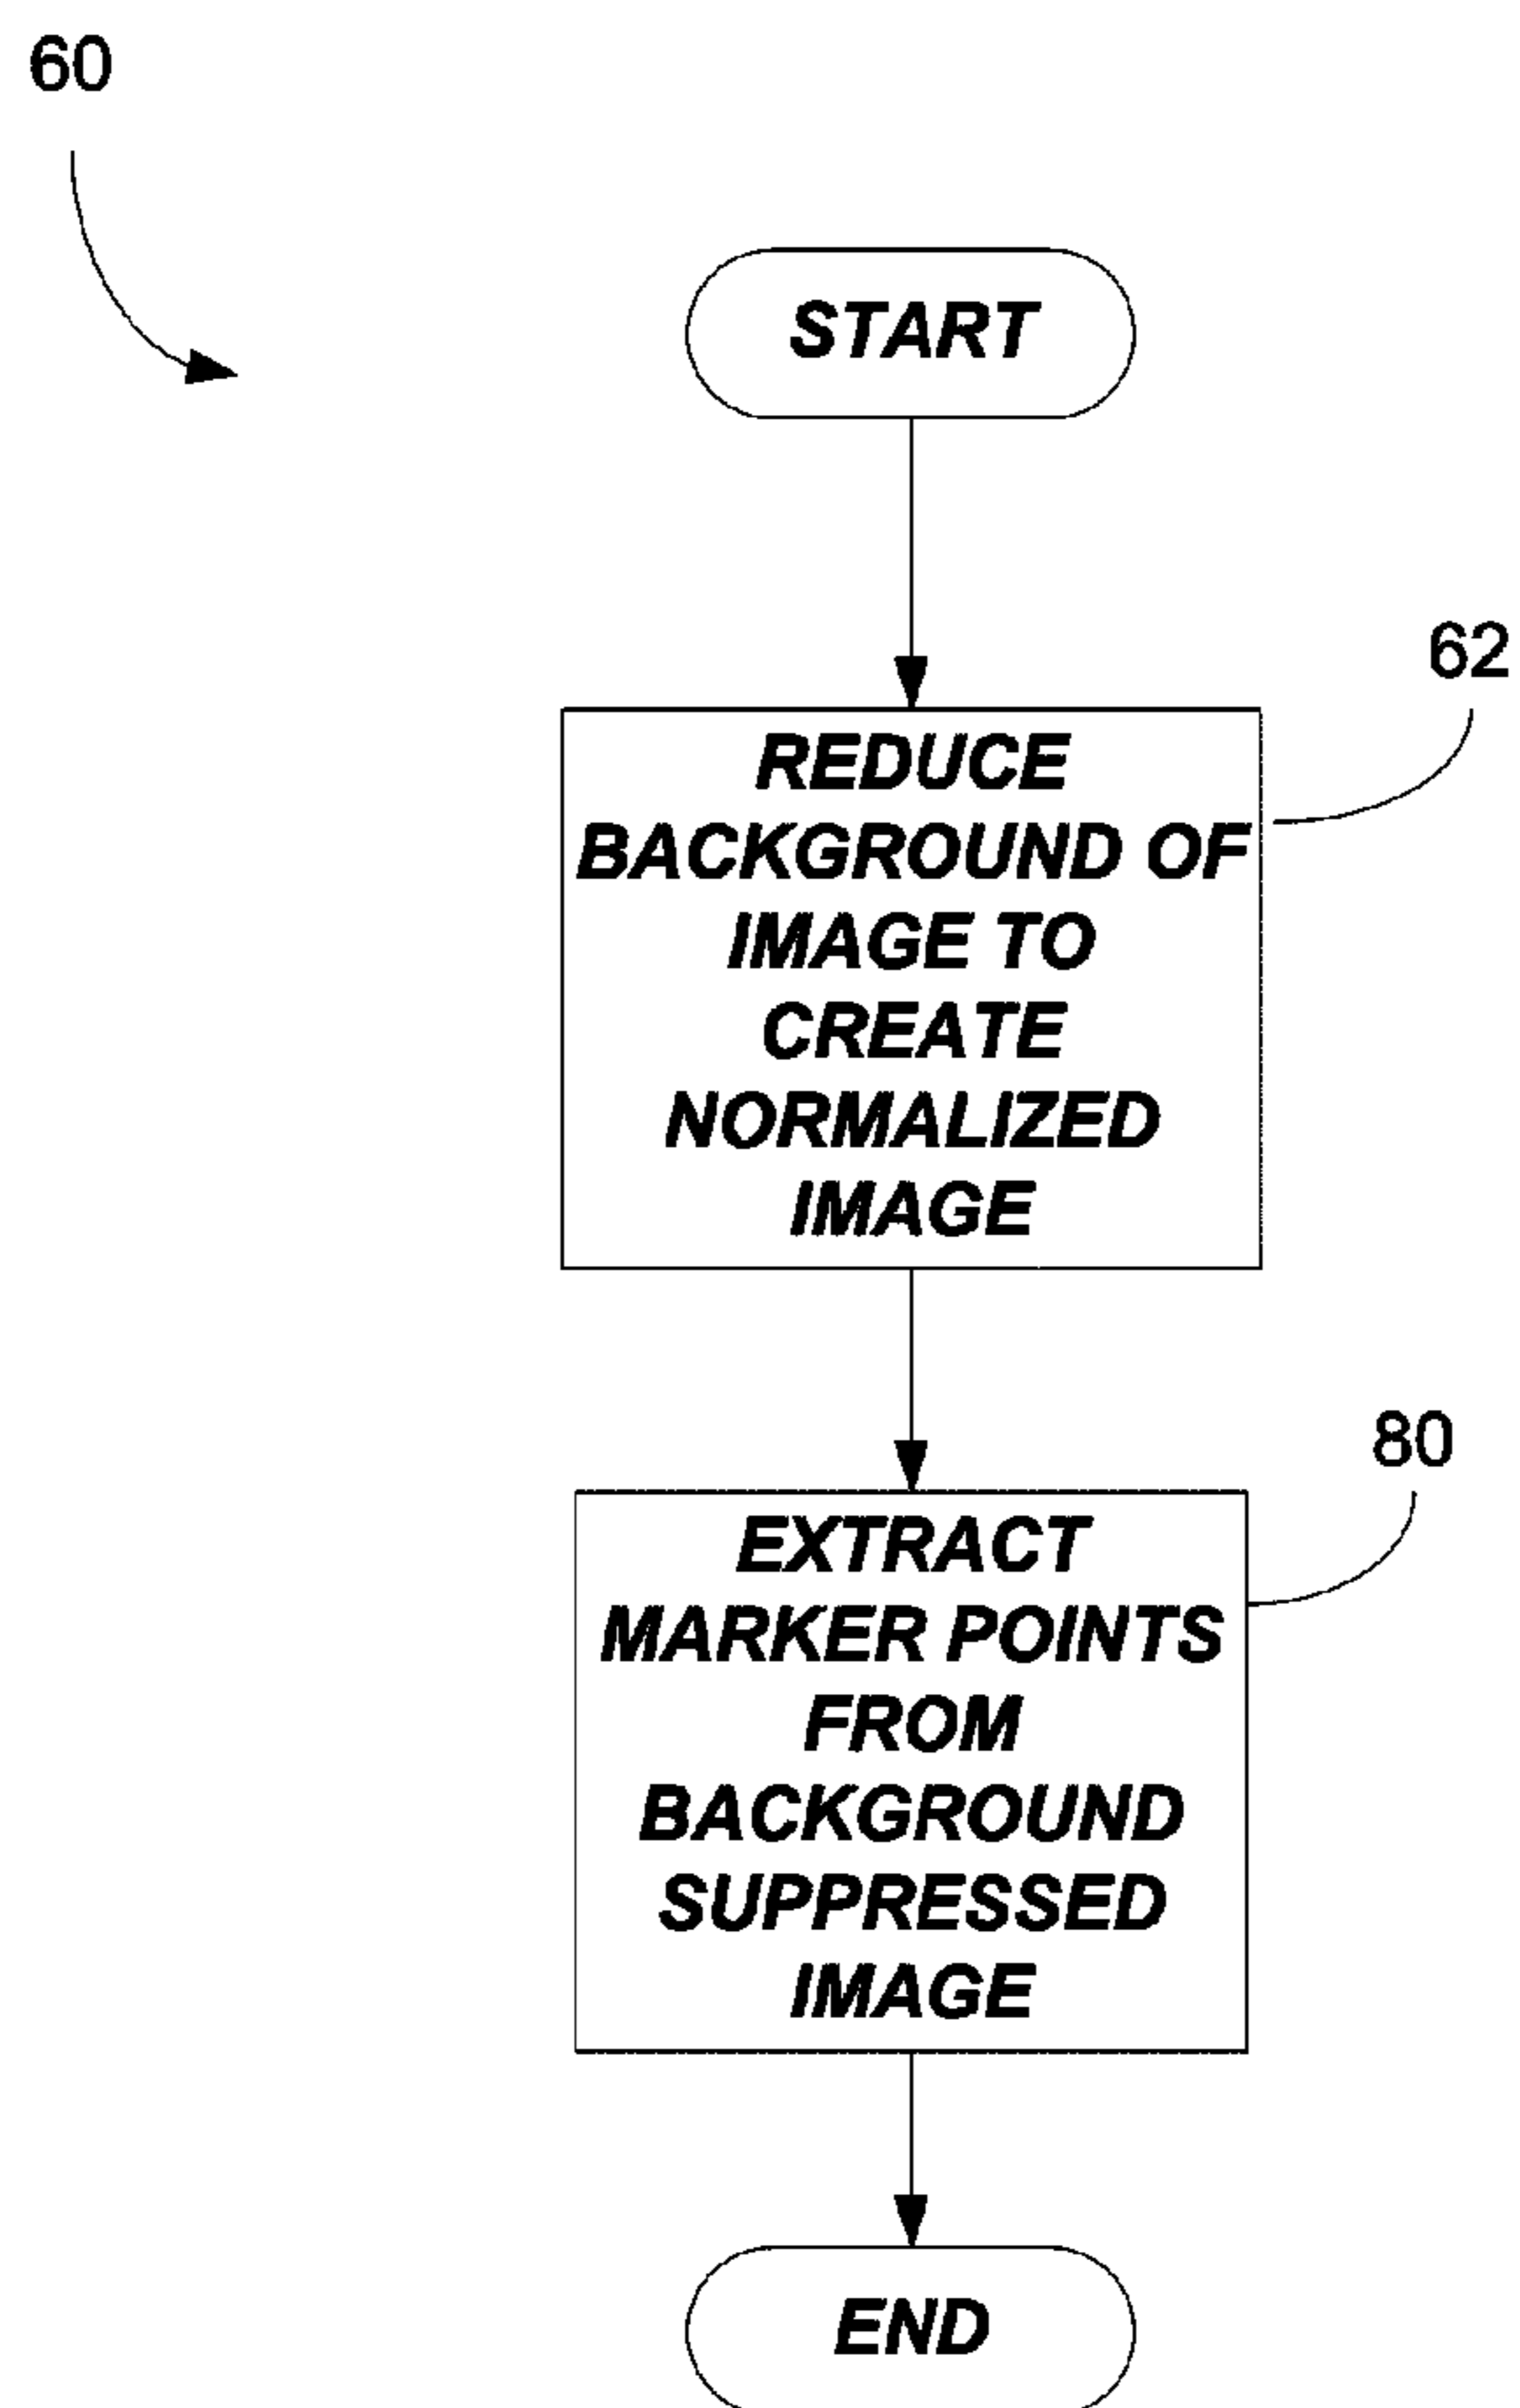 60
START
62
REDUCE
BACKGROUND OF
IMAGE TO
CREATE
NORMALIZED
IMAGE
80
EXTRACT
MARKER POINTS
FROM
BACKGROUND
SUPPRESSED
IMAGE
END